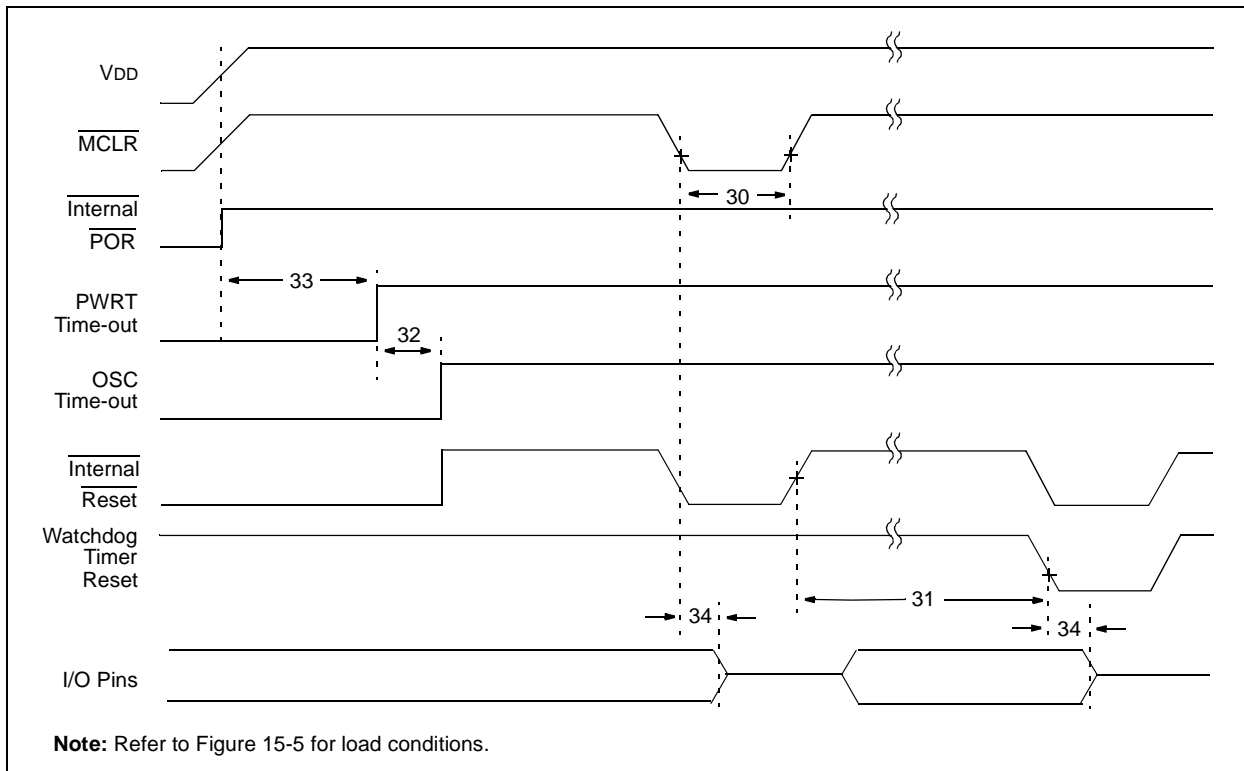 VDD
MCLR
30
Internal
POR
33
PWRT
Time-out
32
OSC
Time-out
Internal
Reset
Watchdog
Timer
Reset
31
34
34
I/O Pins
Note: Refer to Figure 15-5 for load conditions.